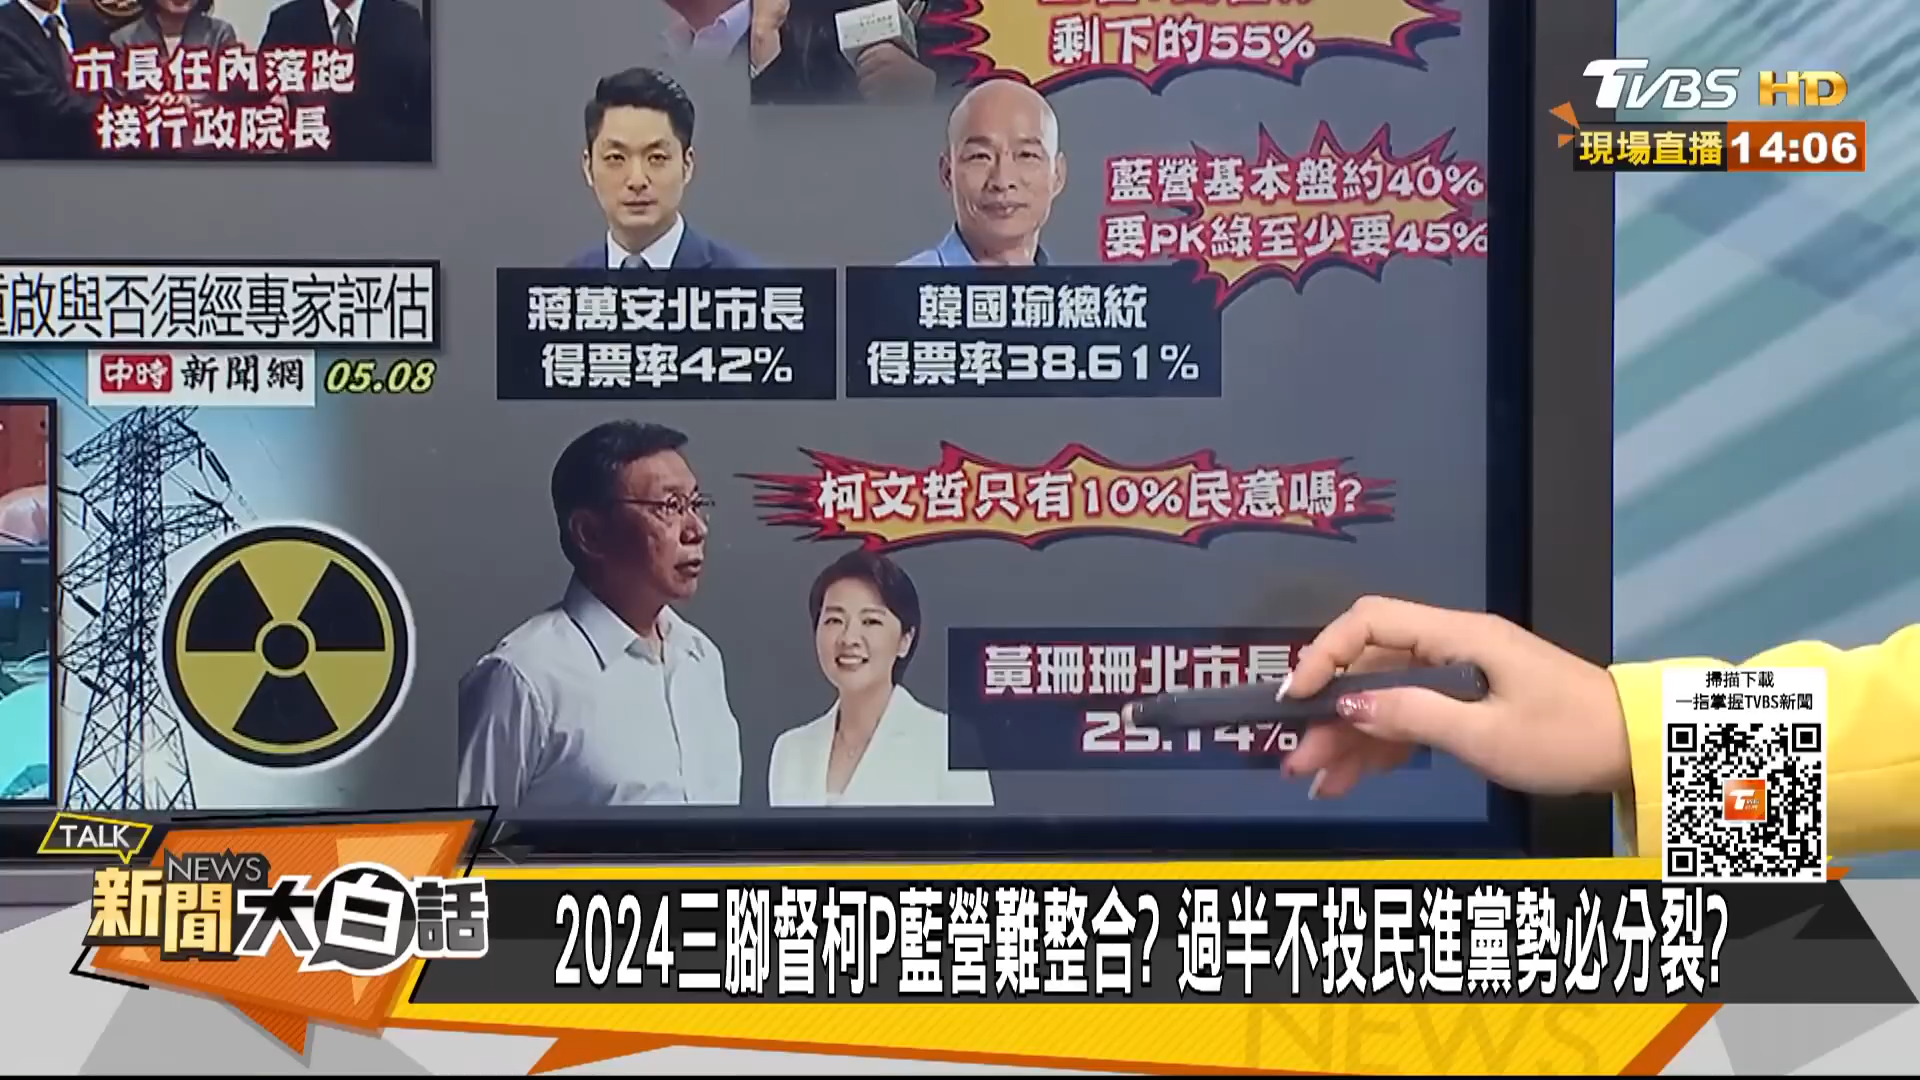 市長任內落跑
接行政院長
剩下的55%
TVBS HD
現場直播 14:06
藍營基本盤約40%
要PK綠至少要45%
啟與否須經專家評估
中時 新聞網 05.08
蔣萬安北市長
得票率42%
韓國瑜總統
得票率38.61%
柯文哲只有10%民意嗎?
黃珊珊北市長
25.14%
掃描下載
一指掌握TVBS新聞
TALK
NEWS
新聞大白話
2024三腳督柯P藍營難整合? 過半不投民進黨勢必分裂?
NEWS